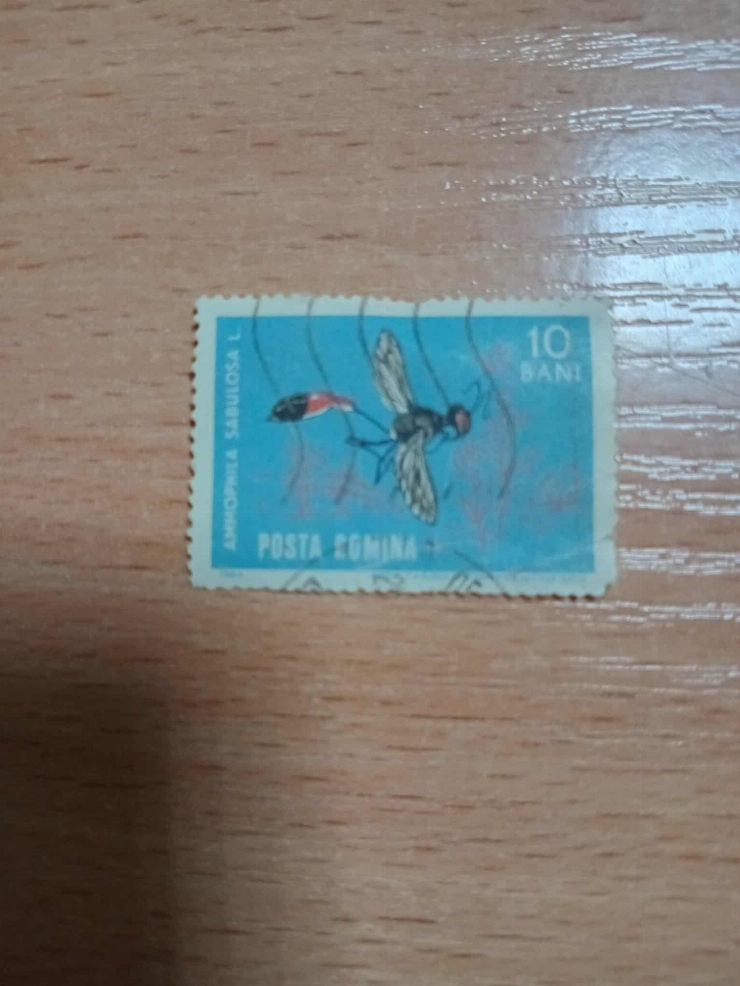 10
BANI
AMMOPHILA SABULOSA L.
POSTA ROMINA